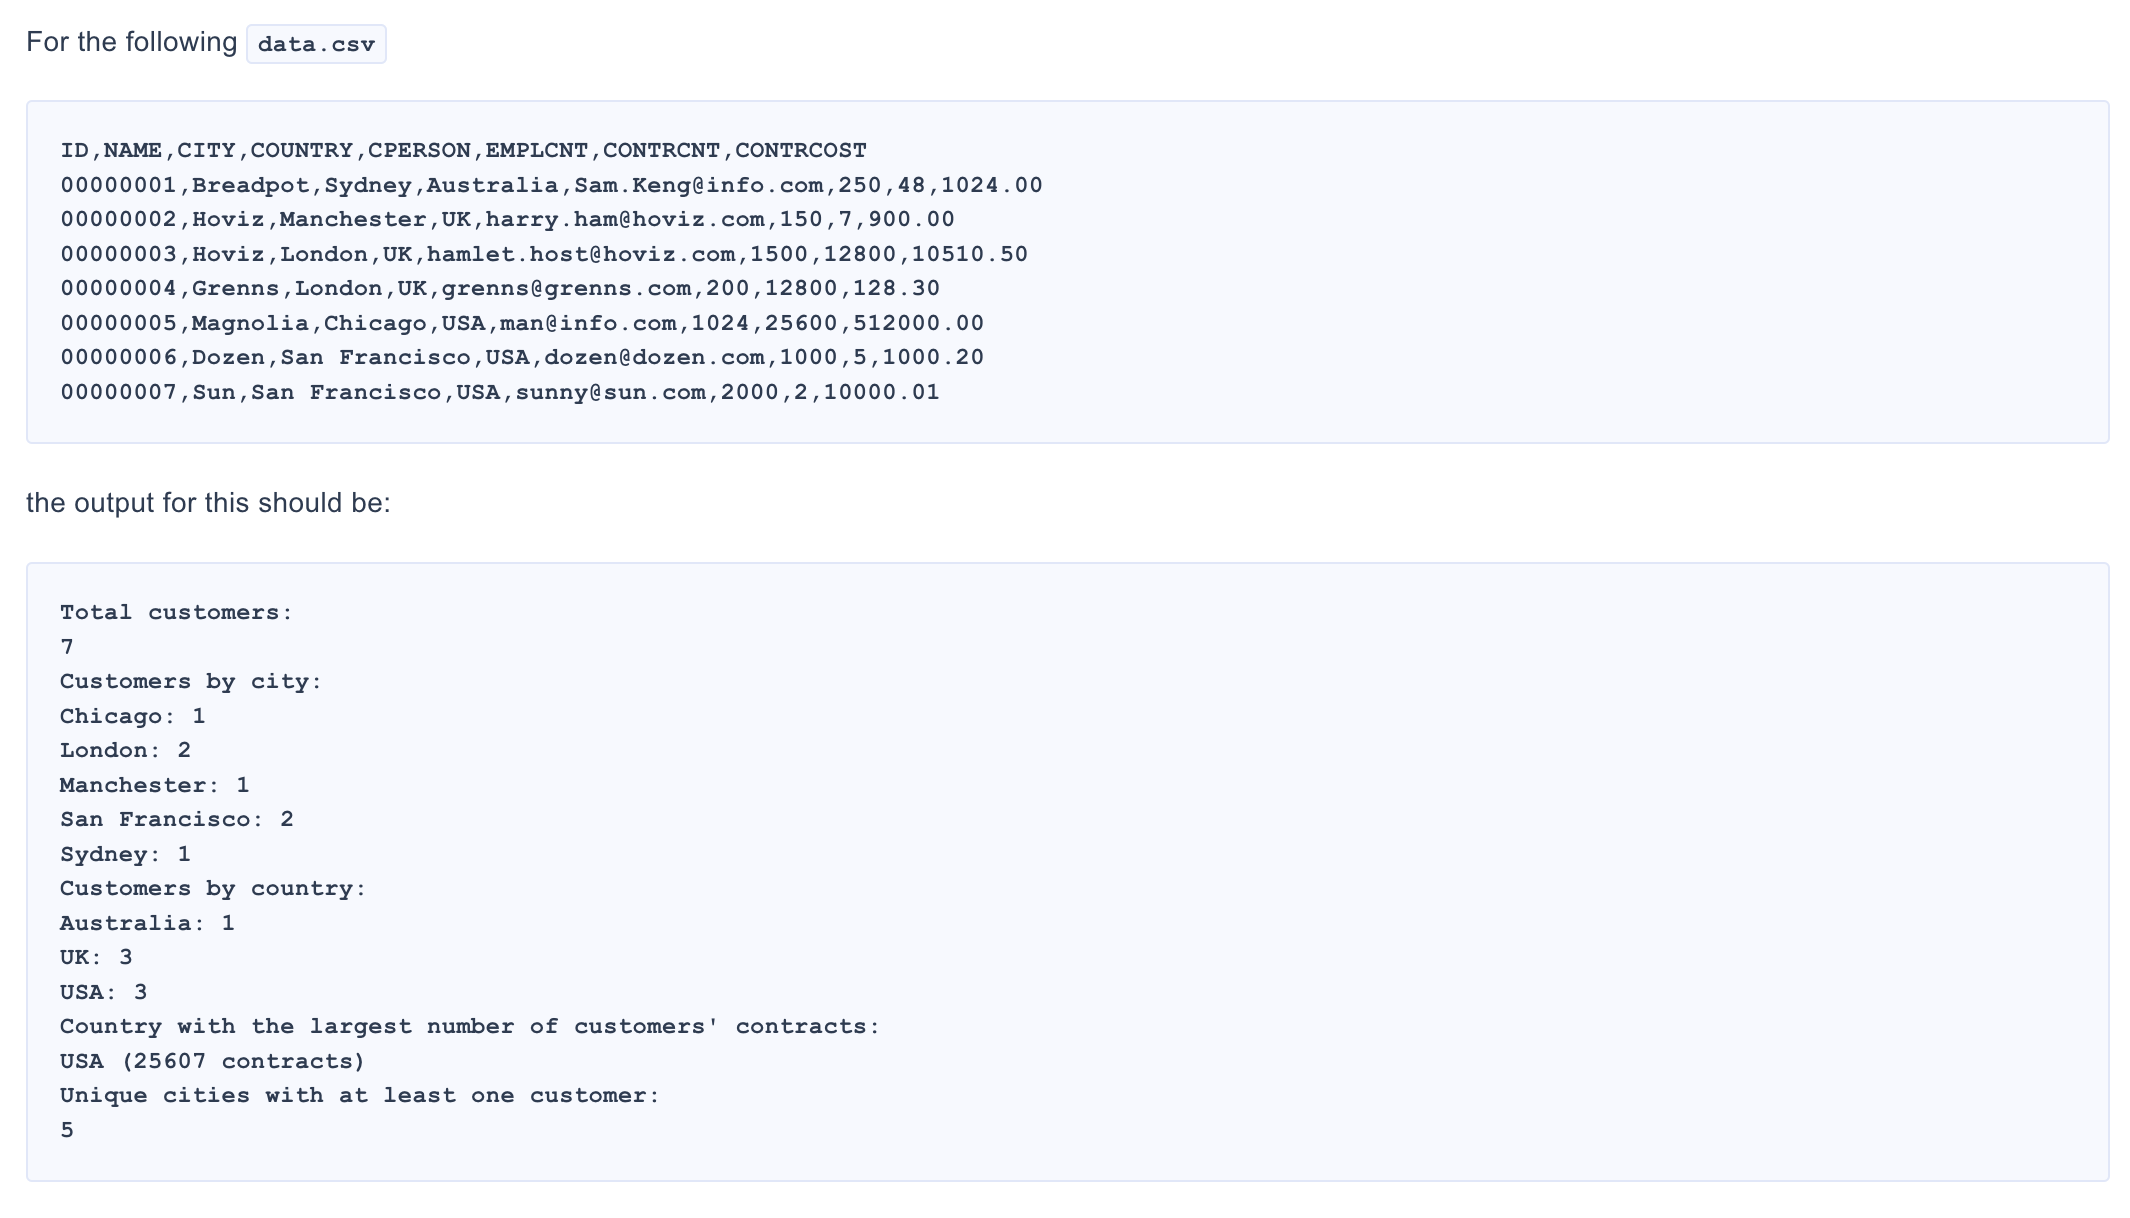 For the following data.csv
ID,NAME,CITY,COUNTRY,CPERSON,EMPLCNT,CONTRCNT,CONTRCOST
00000001,Breadpot,Sydney,Australia,Sam.Keng@info.com,250,48,1024.00
00000002,Hoviz,Manchester,UK,harry.ham@hoviz.com,150,7,900.00
00000003,Hoviz,London,UK,hamlet.host@hoviz.com,1500,12800,10510.50
00000004,Grenns,London,UK,grenns@grenns.com,200,12800,128.30
00000005,Magnolia,Chicago,USA,man@info.com,1024,25600,512000.00
00000006,Dozen,San Francisco,USA,dozen@dozen.com,1000,5,1000.20
00000007,Sun,San Francisco,USA,sunny@sun.com,2000,2,10000.01
the output for this should be:
Total customers:
7
Customers by city:
Chicago: 1
London: 2
Manchester: 1
San Francisco: 2
Sydney: 1
Customers by country:
Australia: 1
UK: 3
USA: 3
Country with the largest number of customers' contracts:
USA (25607 contracts)
Unique cities with at least one customer:
5